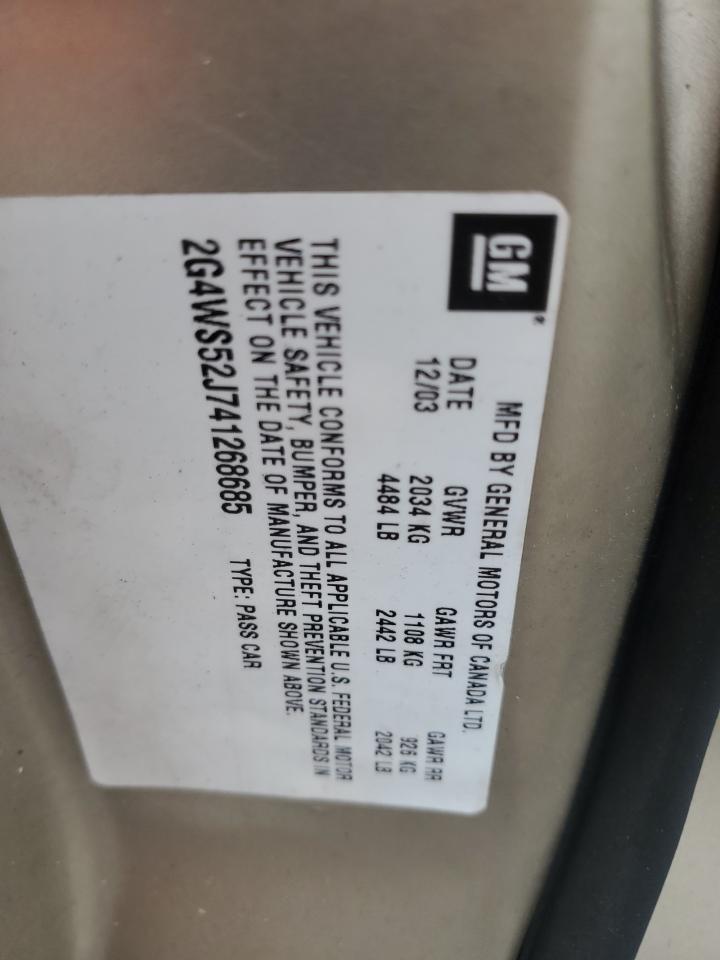 GM®
MFD BY GENERAL MOTORS OF CANADA LTD.
DATE GVWR GAWR FRT GAWR RR
12/03 2034 KG 1108 KG 926 KG
4484 LB 2442 LB 2042 LB
THIS VEHICLE CONFORMS TO ALL APPLICABLE U.S. FEDERAL MOTOR
VEHICLE SAFETY, BUMPER, AND THEFT PREVENTION STANDARDS IN
EFFECT ON THE DATE OF MANUFACTURE SHOWN ABOVE.
2G4WS52J741268685 TYPE: PASS CAR